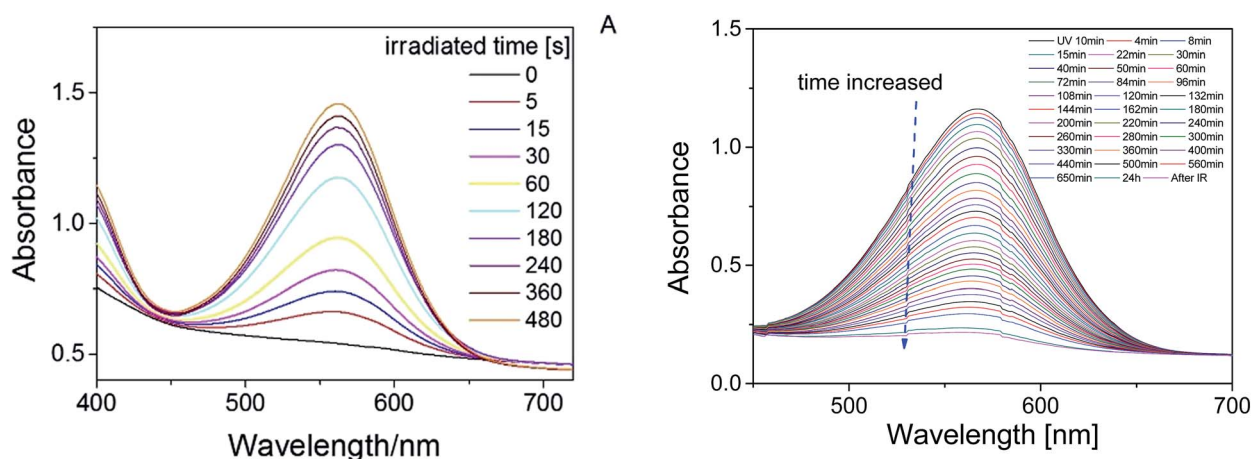 irradiated time [s]
0
5
15
30
60
120
180
240
360
480
1.5
1.0
0.5
Absorbance
400 500 600 700
Wavelength/nm
A
1.5
1.0
0.5
0.0
Absorbance
time increased
UV 10min 4min 8min
15min 22min 30min
40min 50min 60min
72min 84min 96min
108min 120min 132min
144min 162min 180min
200min 220min 240min
260min 280min 300min
330min 360min 400min
440min 500min 560min
650min 24h After IR
500 600 700
Wavelength [nm]